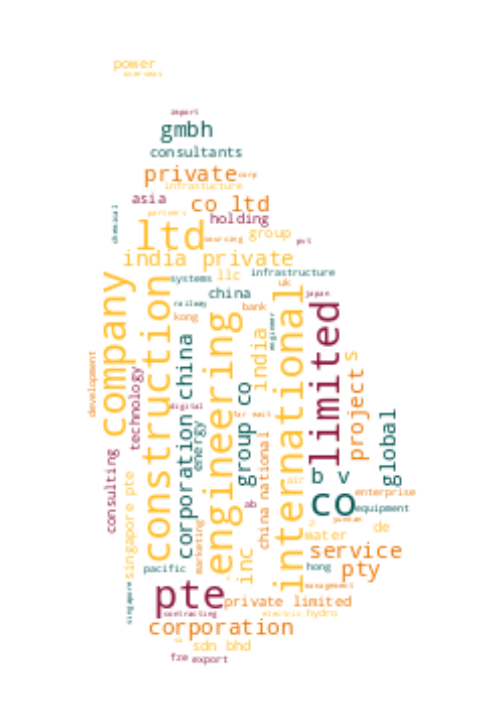 power
overseas
import
gmbh
consultants
private
corp
infrastucture
asia
co ltd
partners
holding
chemical
ltd
sourcing
group
pvt
india private
systems
llc
infrastructure
uk
company
construction
china
japan
railway
bank
kong
engineering
international
limited
engineer
india
corporation china
development
technology
group co
project
s
digital
far east
global
energy
china national
consulting
singapore pte
b v
air
co
enterprise
ab
equipment
marketing
inc
yunnan
de
water
service
pacific
hong
pty
singapore
pte
management
private limited
contracting
electric
hydro
corporation
sdn bhd
fze
export